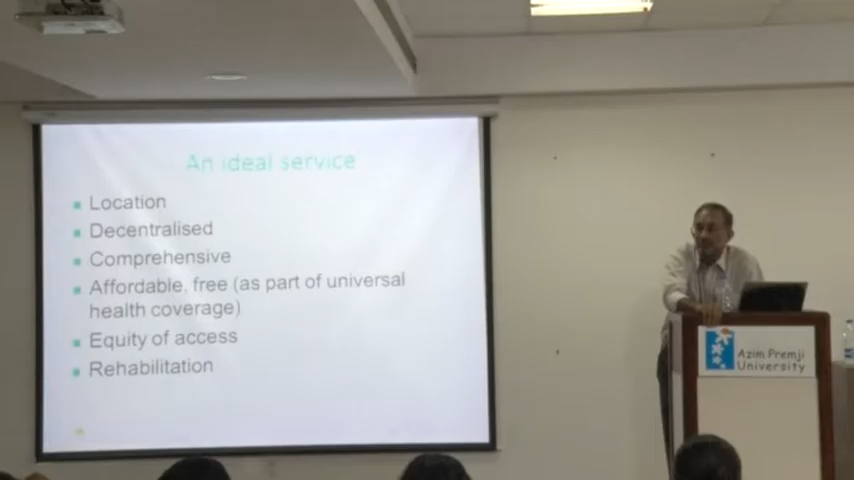 An ideal service
Location
Decentralised
Comprehensive
Affordable, free (as part of universal
health coverage)
Equity of access
Rehabilitation
Azim Premji
University